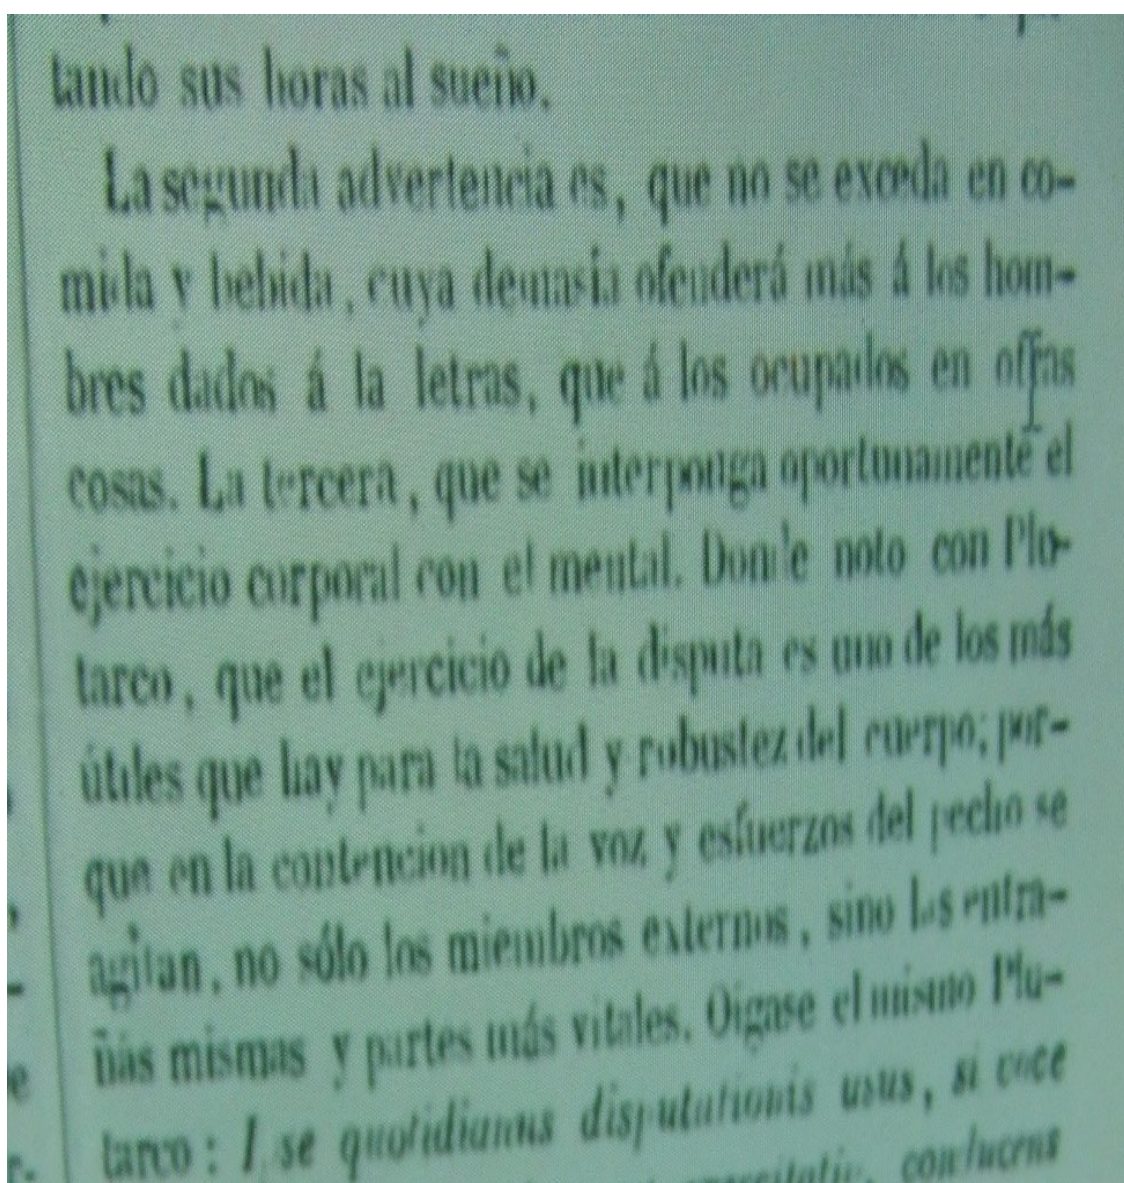 tando sus horas al sueño.
La segunda advertencia es, que no se exceda en co-
mida y bebida, cuya demasía ofenderá más á los hom-
bres dados á la letras, que á los ocupados en otras
cosas. La tercera, que se interponga oportunamente el
ejercicio corporal con el mental. Donde noto con Plu-
tarco, que el ejercicio de la disputa es uno de los más
útiles que hay para la salud y robustez del cuerpo; por-
que en la contencion de la voz y esfuerzos del pecho se
agitan, no sólo los miembros externos, sino los entra-
ñas mismas y partes más vitales. Oigase el mismo Plu-
tarco: Ipse quotidianus disputationis usus, si voce
conducens